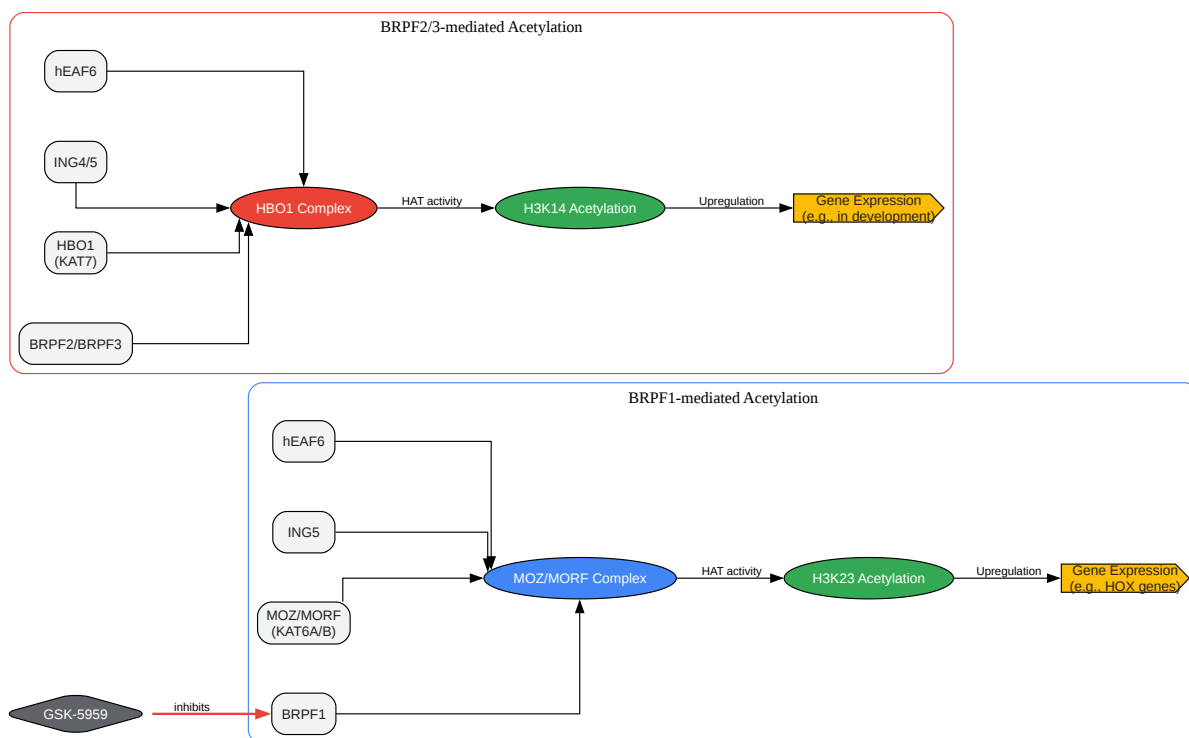 BRPF2/3-mediated Acetylation
hEAF6
ING4/5
HBO1
(KAT7)
BRPF2/BRPF3
HBO1 Complex
HAT activity
H3K14 Acetylation
Upregulation
Gene Expression
(e.g., in development)
BRPF1-mediated Acetylation
hEAF6
ING5
MOZ/MORF
(KAT6A/B)
MOZ/MORF Complex
HAT activity
H3K23 Acetylation
Upregulation
Gene Expression
(e.g., HOX genes)
GSK-5959
inhibits
BRPF1